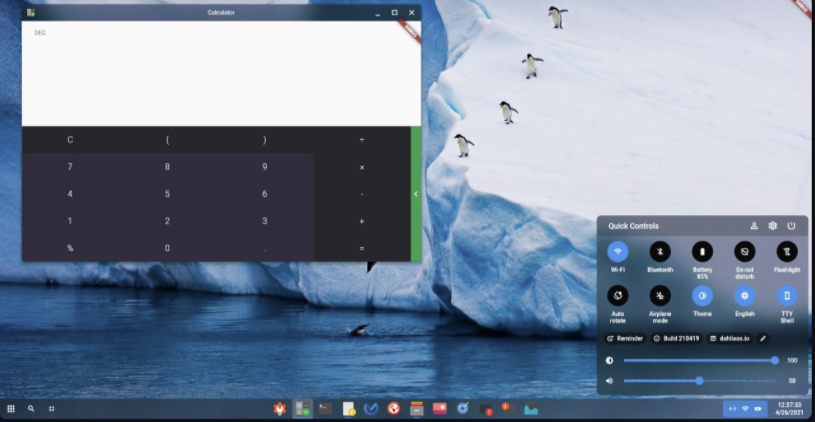 Calculator
DEG
C ( ) ÷
7 8 9 ×
4 5 6 -
1 2 3 +
% 0 . =
Quick Controls
Wi-Fi
Bluetooth
Battery
85%
Do not
disturb
Flashlight
Auto
rotate
Airplane
mode
Theme
English
TTY
Shell
Reminder
Build 210419
dahliaos.io
100
50
12:37:33
4/26/2021